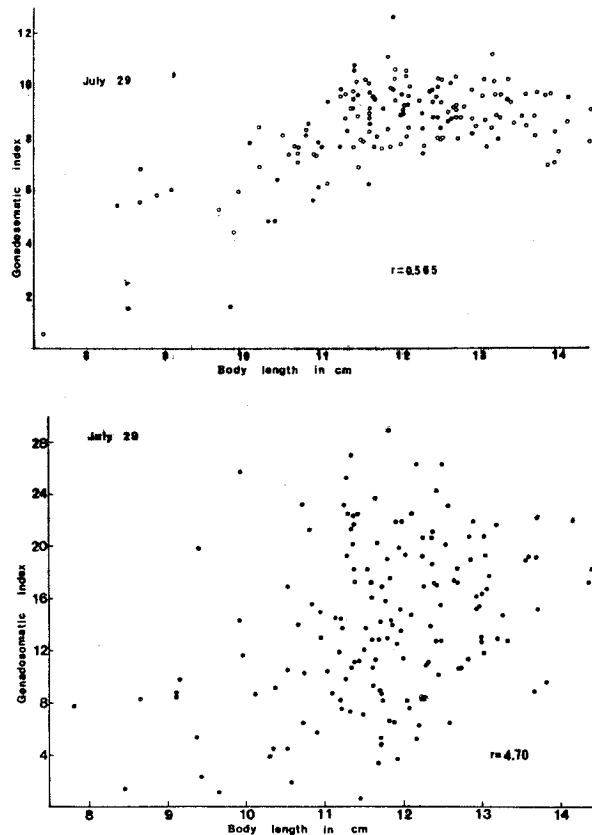 July 29
12
10
8
6
4
2
Gonadosomatic index
r=0.565
8 9 10 11 12 13 14
Body length in cm
July 29
28
24
20
16
12
8
4
Gonadosomatic index
r=4.70
8 9 10 11 12 13 14
Body length in cm